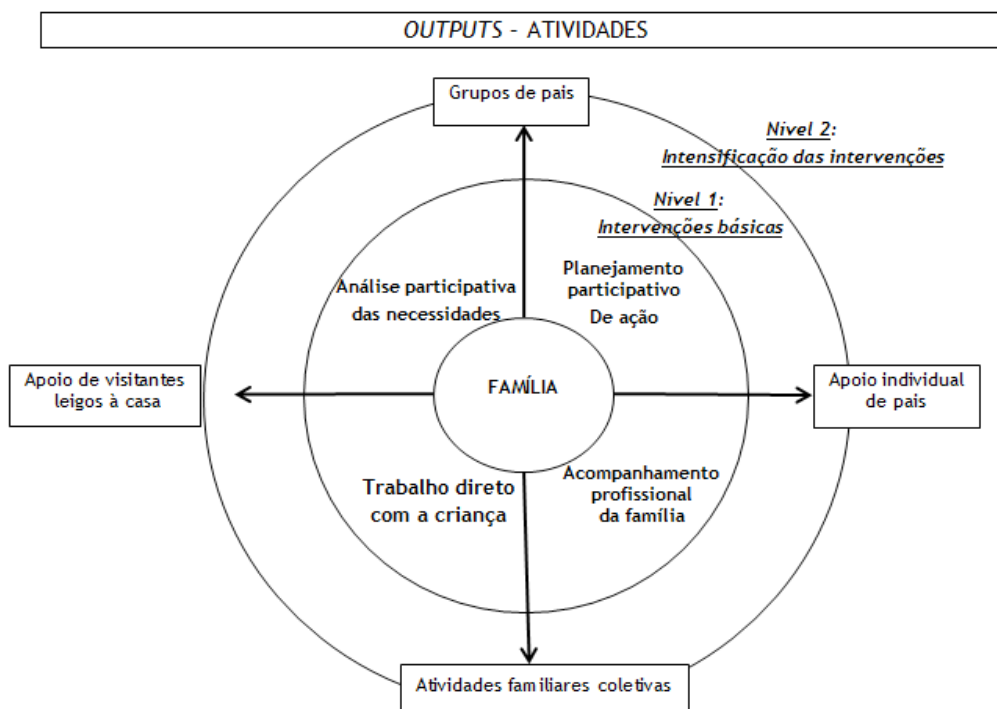 OUTPUTS - ATIVIDADES
Grupos de pais
Nivel 2:
Intensificação das intervenções
Nivel 1:
Intervenções básicas
Análise participativa
das necessidades
Planejamento
participativo
De ação
Apoio de visitantes
leigos à casa
FAMÍLIA
Apoio individual
de pais
Trabalho direto
com a criança
Acompanhamento
profissional
da família
Atividades familiares coletivas